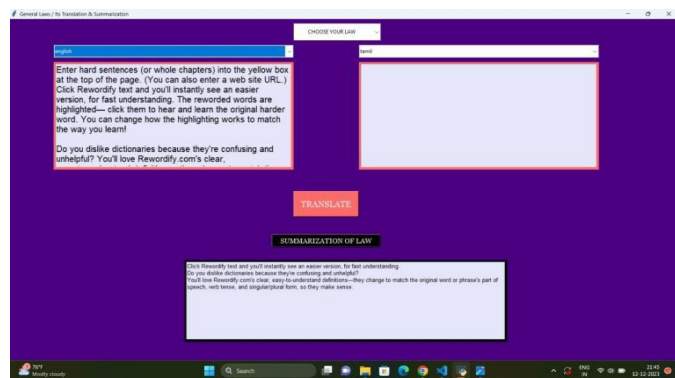 General Laws / Its Translation & Summarization
CHOOSE YOUR LAW
english
tamil
Enter hard sentences (or whole chapters) into the yellow box
at the top of the page. (You can also enter a web site URL.)
Click Rewordify text and you'll instantly see an easier
version, for fast understanding. The reworded words are
highlighted— click them to hear and learn the original harder
word. You can change how the highlighting works to match
the way you learn!
Do you dislike dictionaries because they're confusing and
unhelpful? You'll love Rewordify.com's clear,
TRANSLATE
SUMMARIZATION OF LAW
Click Rewordify text and you'll instantly see an easier version, for fast understanding.
Do you dislike dictionaries because they're confusing and unhelpful?
You'll love Rewordify.com's clear, easy-to-understand definitions—they change to match the original word or phrase's part of
speech, verb tense, and singular/plural form, so they make sense.
78°F
Mostly cloudy
Search
ENG
IN
21:45
12-12-2023